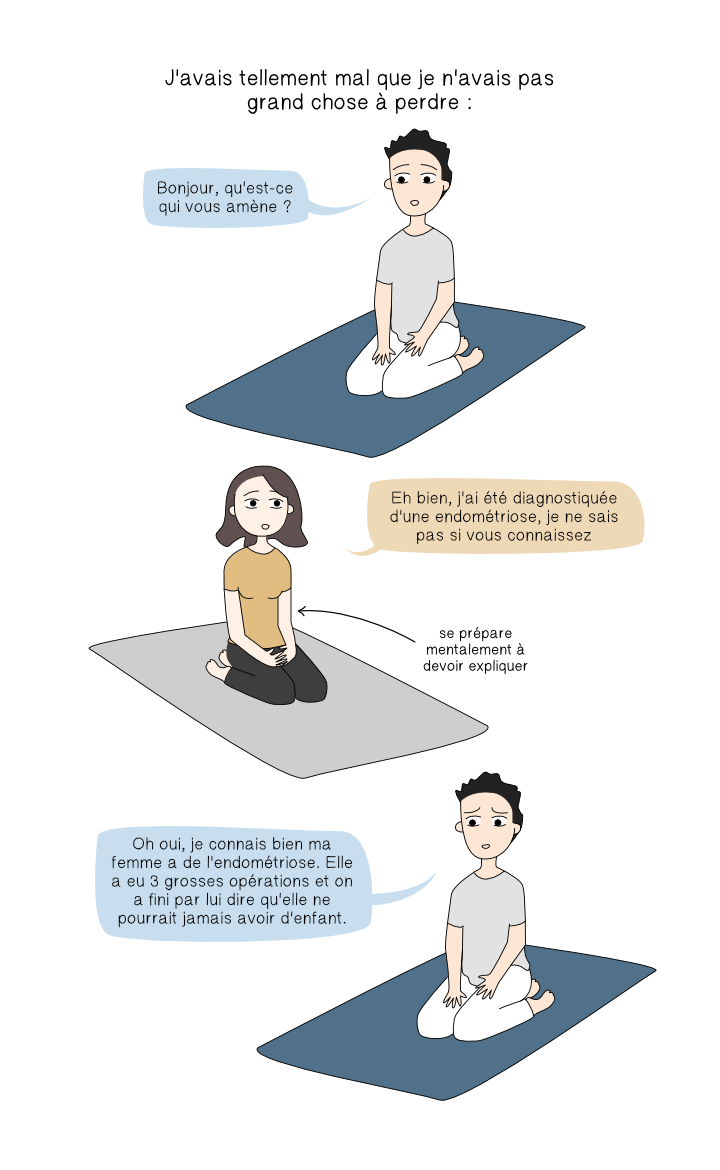 J'avais tellement mal que je n'avais pas
grand chose à perdre :
Bonjour, qu'est-ce
qui vous amène ?
Eh bien, j'ai été diagnostiquée
d'une endométriose, je ne sais
pas si vous connaissez
se prépare
mentalement à
devoir expliquer
Oh oui, je connais bien ma
femme a de l'endométriose. Elle
a eu 3 grosses opérations et on
a fini par lui dire qu'elle ne
pourrait jamais avoir d'enfant.